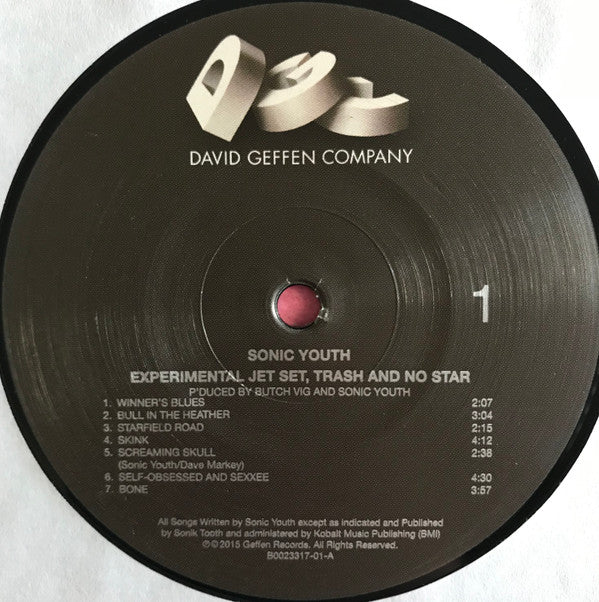 DGC
DAVID GEFFEN COMPANY
1
SONIC YOUTH
EXPERIMENTAL JET SET, TRASH AND NO STAR
P'DUCED BY BUTCH VIG AND SONIC YOUTH
1. WINNER'S BLUES 2:07
2. BULL IN THE HEATHER 3:04
3. STARFIELD ROAD 2:15
4. SKINK 4:12
5. SCREAMING SKULL 2:38
(Sonic Youth/Dave Markey)
6. SELF-OBSESSED AND SEXXEE 4:30
7. BONE 3:57
All Songs Written by Sonic Youth except as indicated and Published
by Sonik Tooth and administered by Kobalt Music Publishing (BMI)
℗©2015 Geffen Records. All Rights Reserved.
B0023317-01-A